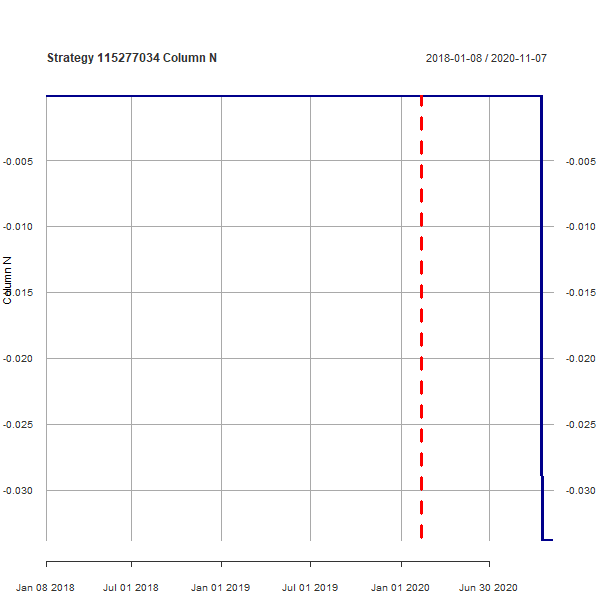 Strategy 115277034 Column N
2018-01-08 / 2020-11-07
-0.005
-0.005
-0.010
-0.010
Column N
-0.015
-0.015
-0.020
-0.020
-0.025
-0.025
-0.030
-0.030
Jan 08 2018
Jul 01 2018
Jan 01 2019
Jul 01 2019
Jan 01 2020
Jun 30 2020